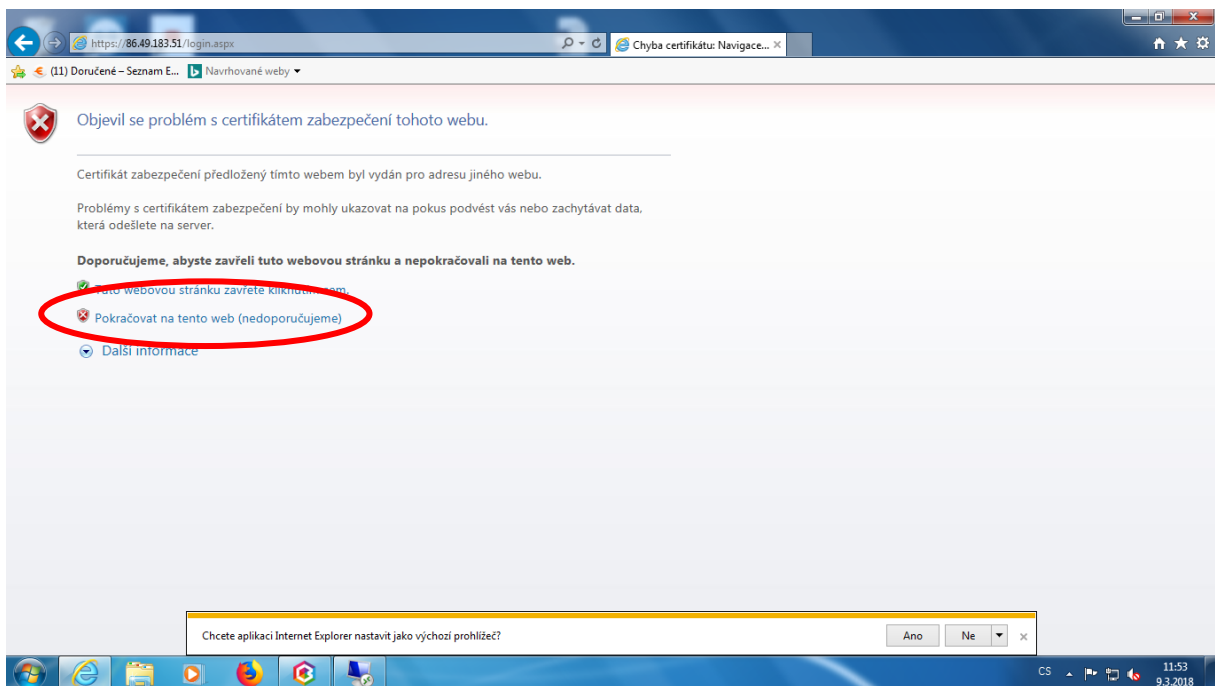 https://86.49.183.51/login.aspx
Chyba certifikátu: Navigace...
(11) Doručené – Seznam E...
Navrhované weby
Objevil se problém s certifikátem zabezpečení tohoto webu.
Certifikát zabezpečení předložený tímto webem byl vydán pro adresu jiného webu.
Problémy s certifikátem zabezpečení by mohly ukazovat na pokus podvést vás nebo zachytávat data,
která odešlete na server.
Doporučujeme, abyste zavřeli tuto webovou stránku a nepokračovali na tento web.
Tuto webovou stránku zavřete kliknutím sem.
Pokračovat na tento web (nedoporučujeme)
Další informace
Chcete aplikaci Internet Explorer nastavit jako výchozí prohlížeč?
Ano
Ne
CS
11:53
9.3.2018